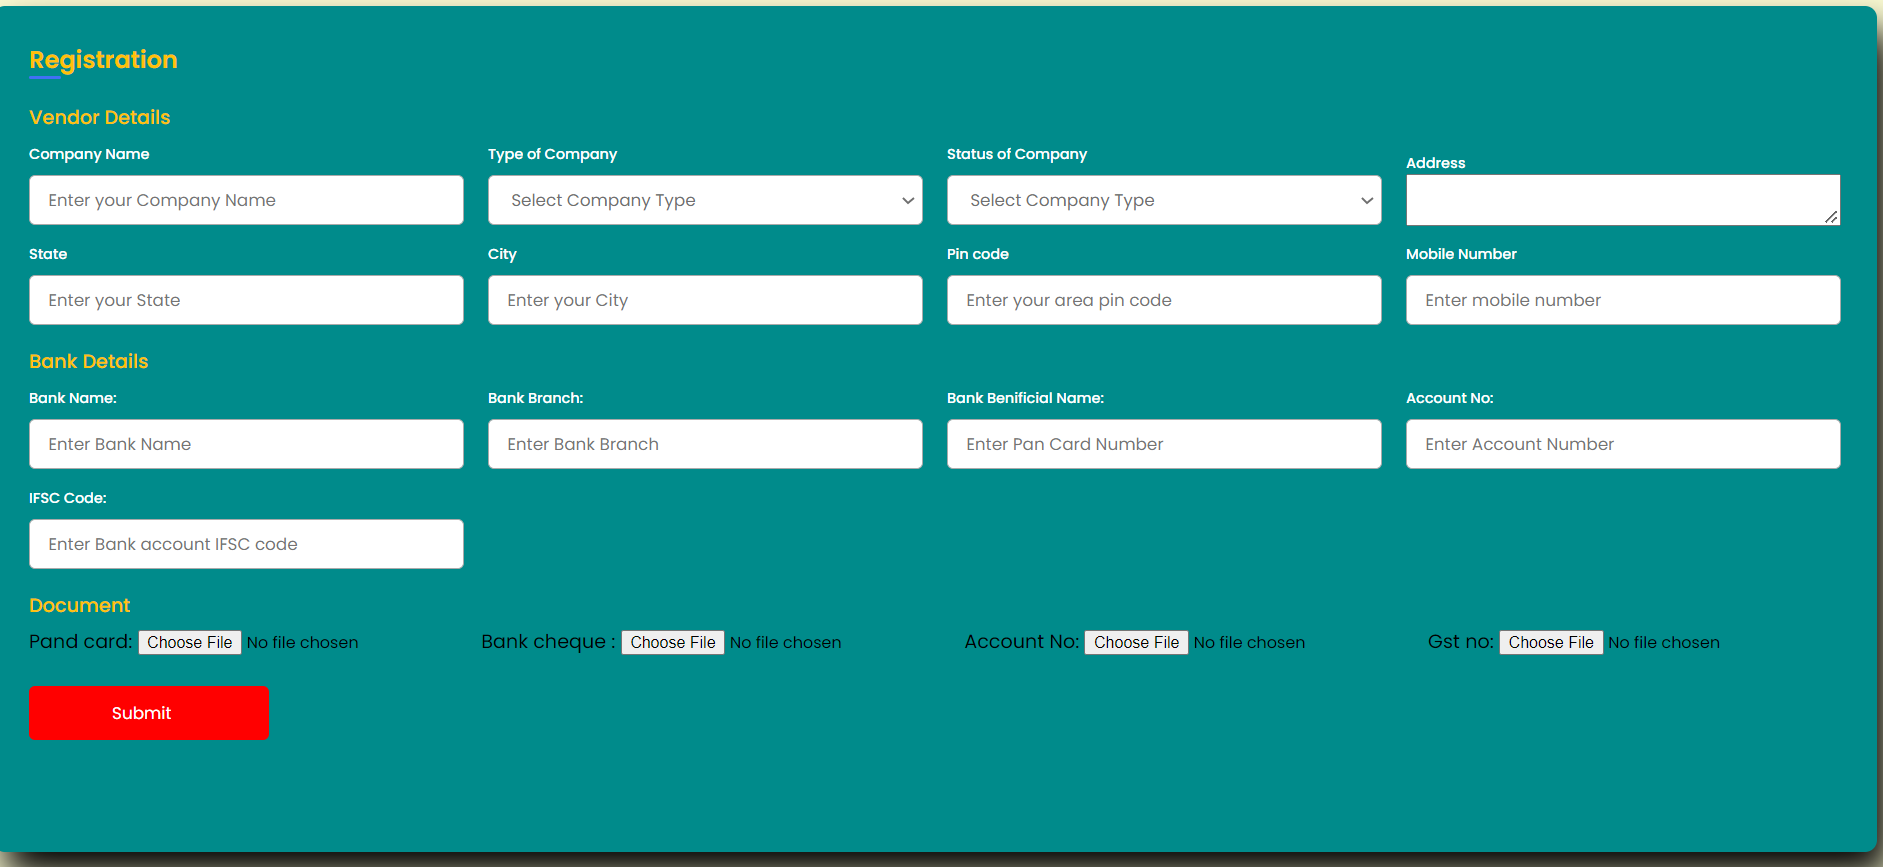 Registration
Vendor Details
Company Name Type of Company Status of Company Address
Enter your Company Name Select Company Type Select Company Type
State City Pin code Mobile Number
Enter your State Enter your City Enter your area pin code Enter mobile number
Bank Details
Bank Name: Bank Branch: Bank Benificial Name: Account No:
Enter Bank Name Enter Bank Branch Enter Pan Card Number Enter Account Number
IFSC Code:
Enter Bank account IFSC code
Document
Pand card: Choose File No file chosen Bank cheque : Choose File No file chosen Account No: Choose File No file chosen Gst no: Choose File No file chosen
Submit